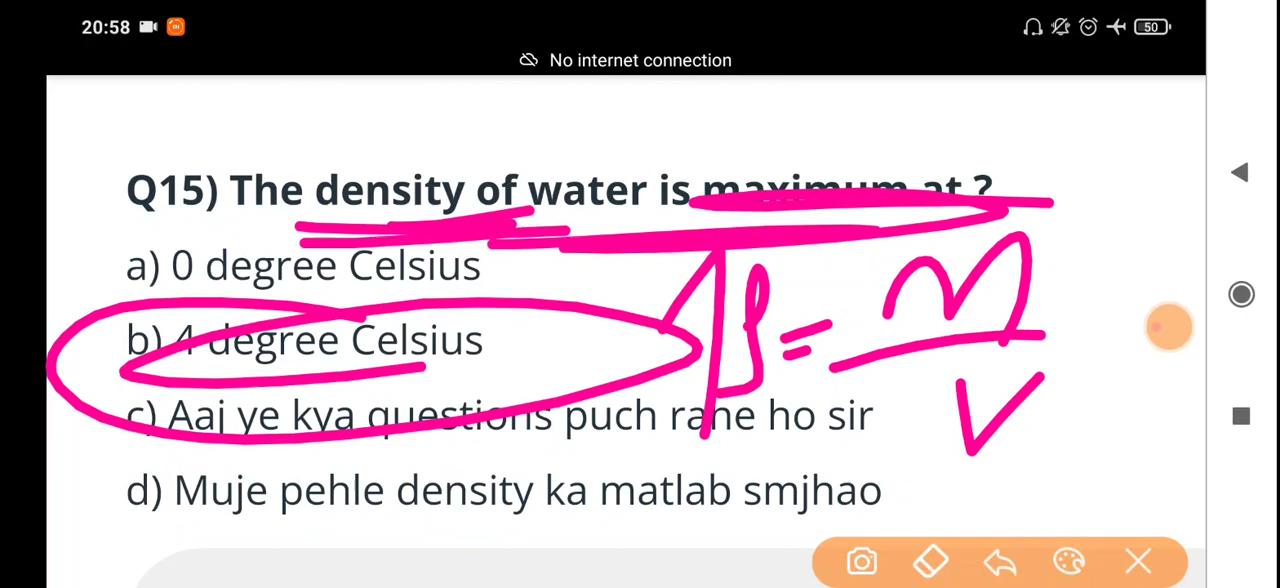 20:58
50
No internet connection
Q15) The density of water is maximum at ?
a) 0 degree Celsius
b) 4 degree Celsius
c) Aaj ye kya questions puch rahe ho sir
d) Muje pehle density ka matlab smjhao
ρ = M
V